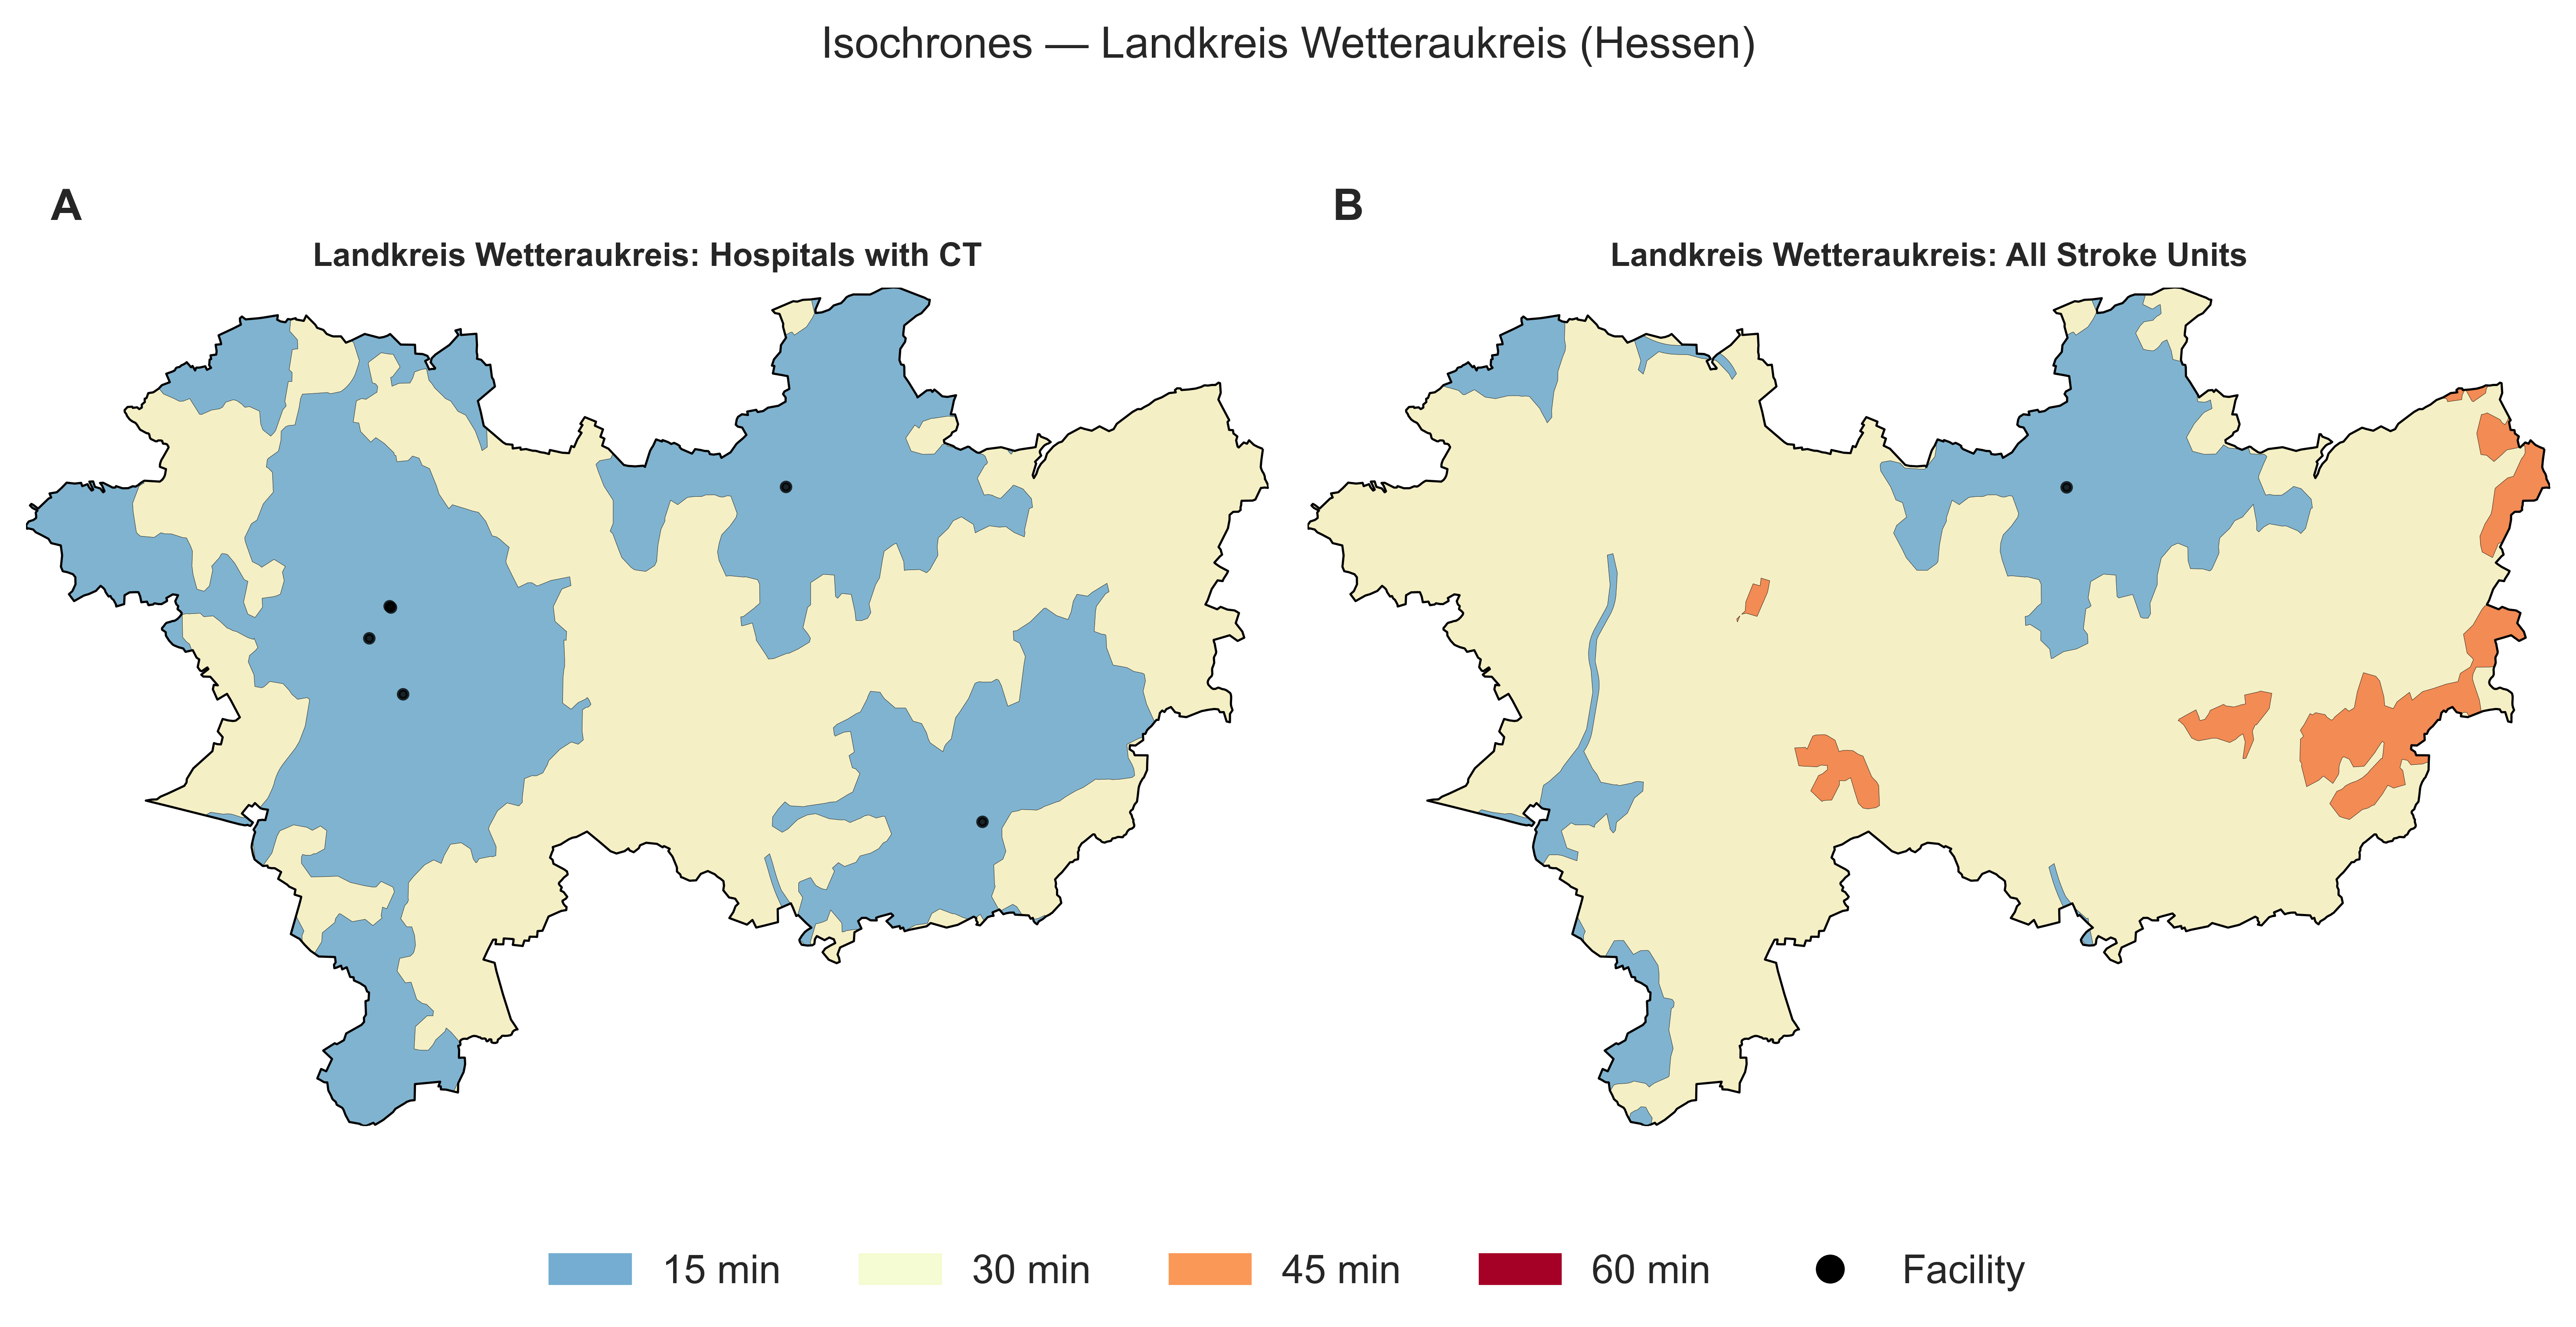 Isochrones — Landkreis Wetteraukreis (Hessen)
A
Landkreis Wetteraukreis: Hospitals with CT
B
Landkreis Wetteraukreis: All Stroke Units
15 min
30 min
45 min
60 min
Facility